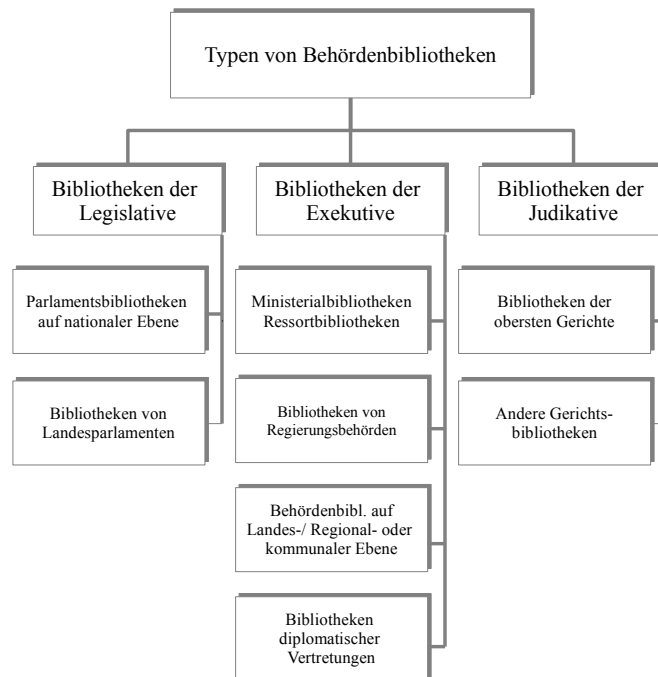 Typen von Behördenbibliotheken
Bibliotheken der
Legislative
Parlamentsbibliotheken
auf nationaler Ebene
Bibliotheken von
Landesparlamenten
Bibliotheken der
Exekutive
Ministerialbibliotheken
Ressortbibliotheken
Bibliotheken von
Regierungsbehörden
Behördenbibl. auf
Landes-/ Regional- oder
kommunaler Ebene
Bibliotheken
diplomatischer
Vertretungen
Bibliotheken der
Judikative
Bibliotheken der
obersten Gerichte
Andere Gerichts-
bibliotheken